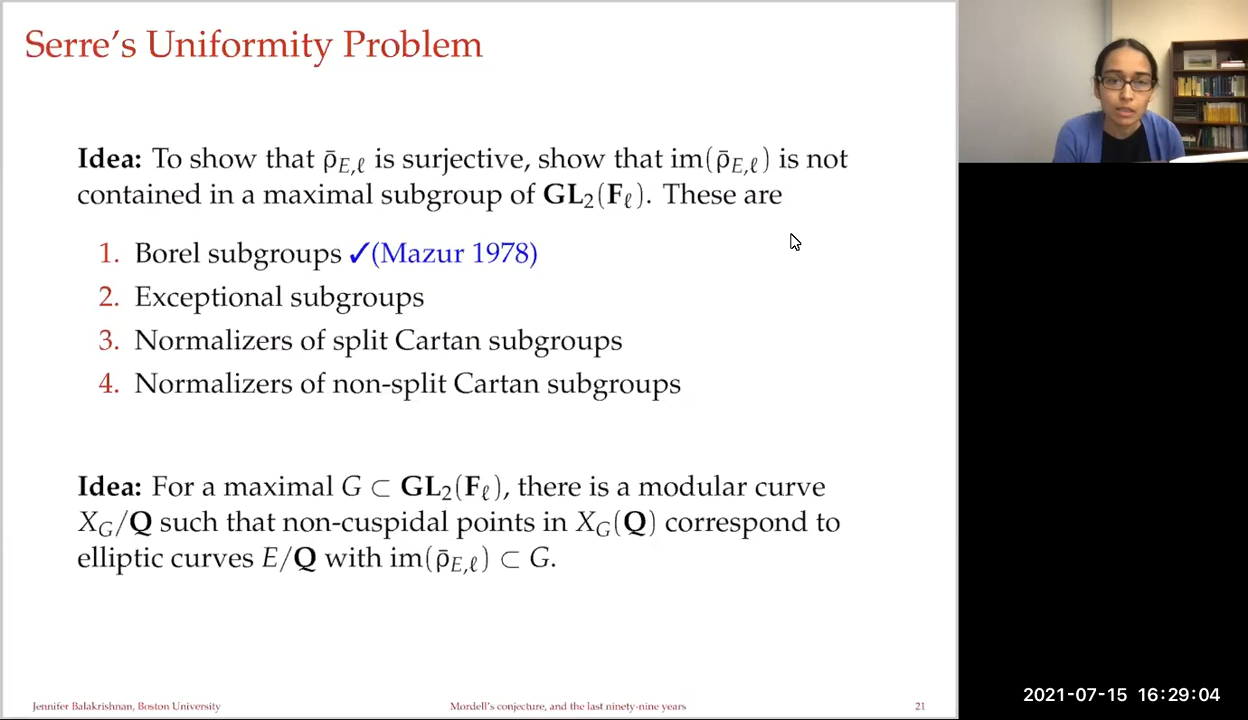 Serre's Uniformity Problem
Idea: To show that ρ̄_{E,ℓ} is surjective, show that im(ρ̄_{E,ℓ}) is not
contained in a maximal subgroup of GL₂(F_ℓ). These are
1. Borel subgroups ✓(Mazur 1978)
2. Exceptional subgroups
3. Normalizers of split Cartan subgroups
4. Normalizers of non-split Cartan subgroups
Idea: For a maximal G ⊂ GL₂(F_ℓ), there is a modular curve
X_G/Q such that non-cuspidal points in X_G(Q) correspond to
elliptic curves E/Q with im(ρ̄_{E,ℓ}) ⊂ G.
Jennifer Balakrishnan, Boston University
Mordell's conjecture, and the last ninety-nine years
21
2021-07-15 16:29:04